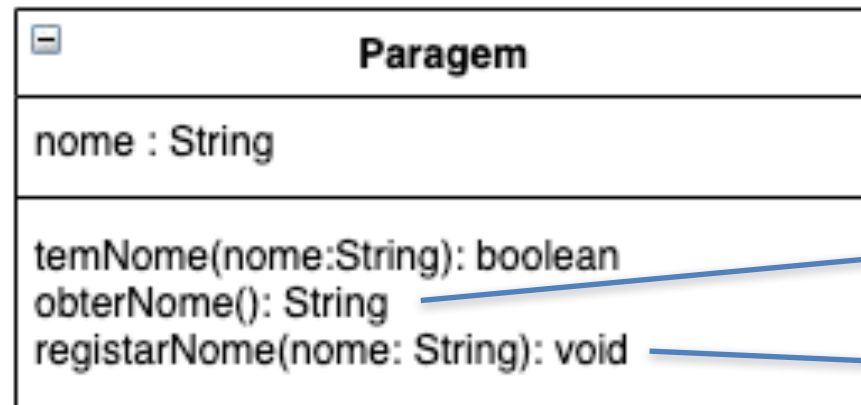 Paragem
nome : String
temNome(nome:String): boolean
obterNome(): String
registarNome(nome: String): void